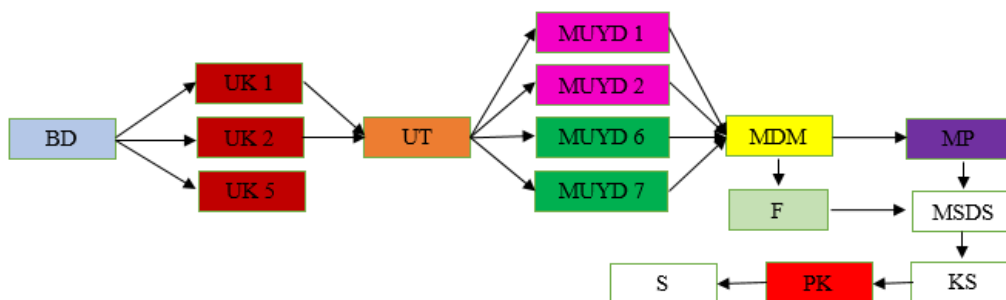 BD
UK 1
UK 2
UK 5
UT
MUYD 1
MUYD 2
MUYD 6
MUYD 7
MDM
MP
F
MSDS
S
PK
KS